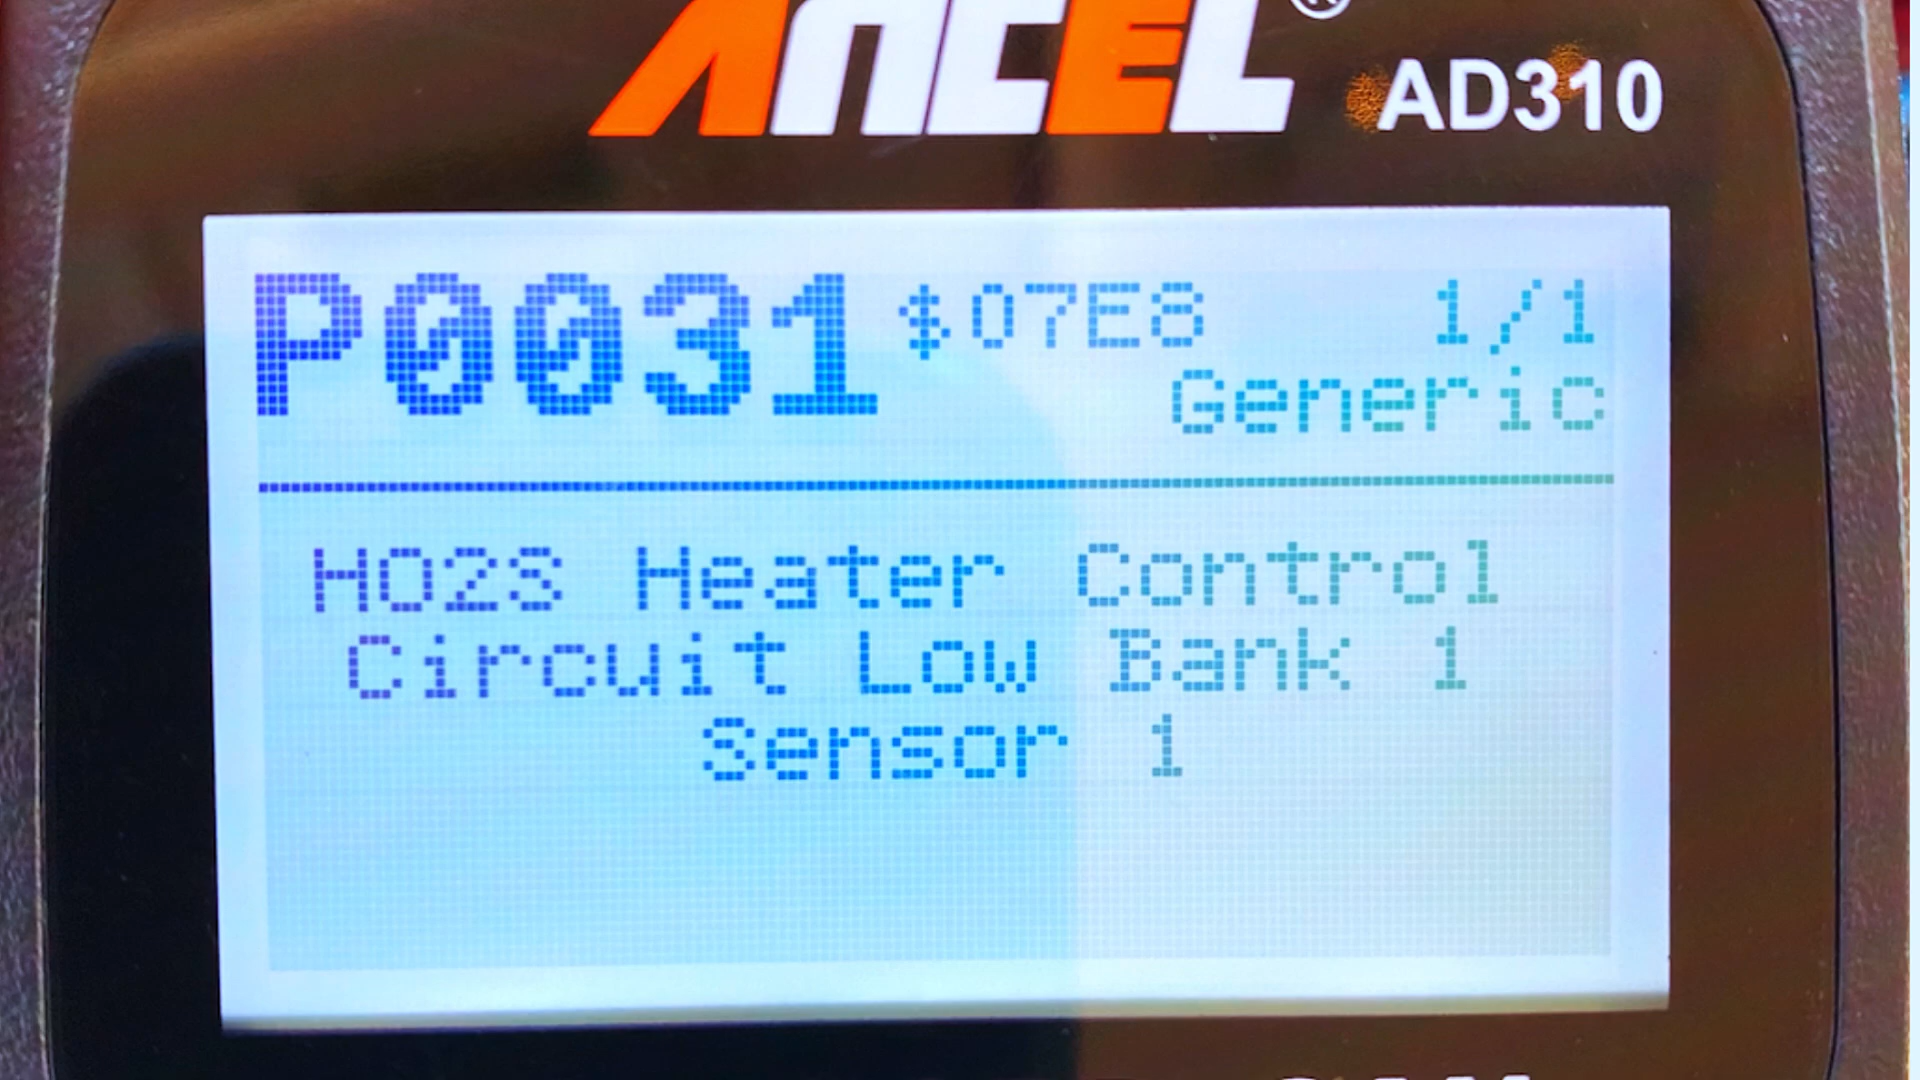 ANCEL®
AD310
P0031 $07E8 1/1
Generic
HO2S Heater Control
Circuit Low Bank 1
Sensor 1